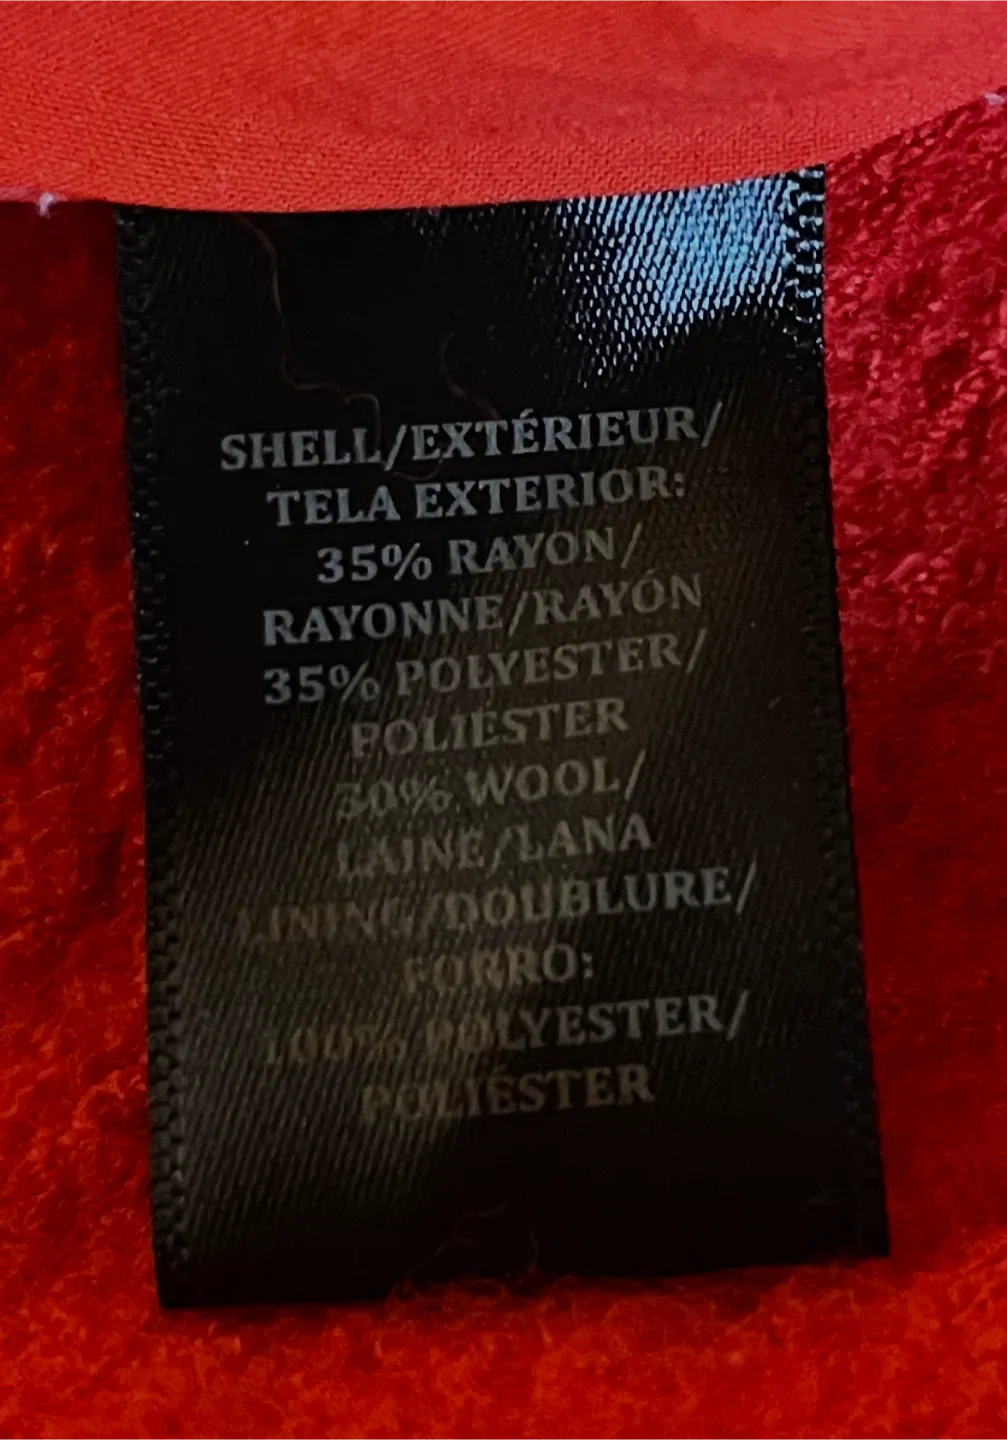 SHELL/EXTÉRIEUR/
TELA EXTERIOR:
35% RAYON/
RAYONNE/RAYÓN
35% POLYESTER/
POLIÉSTER
30% WOOL/
LAINE/LANA
LINING/DOUBLURE/
FORRO:
100% POLYESTER/
POLIÉSTER